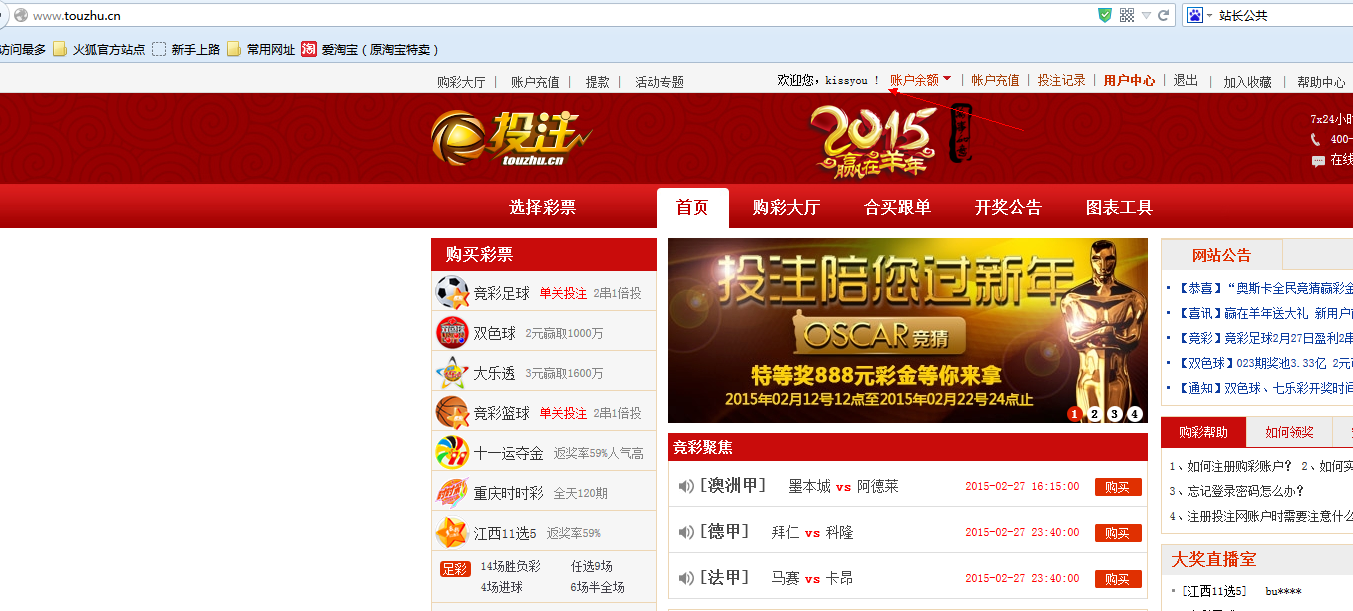 www.touzhu.cn
站长公共
访问最多 火狐官方站点 新手上路 常用网址 淘 爱淘宝（原淘宝特卖）
购彩大厅 | 账户充值 | 提款 | 活动专题 欢迎您，kissyou ！ 账户余额 | 帐户充值 | 投注记录 | 用户中心 | 退出 | 加入收藏 | 帮助中心
投注
touzhu.cn
2015
赢在羊年
7x24小时
400-
在线
选择彩票 首页 购彩大厅 合买跟单 开奖公告 图表工具
购买彩票
竞彩足球 单关投注 2串1倍投
双色球 2元赢取1000万
大乐透 3元赢取1600万
竞彩篮球 单关投注 2串1倍投
十一运夺金 返奖率59%人气高
重庆时时彩 全天120期
江西11选5 返奖率59%
足彩 14场胜负彩 任选9场
4场进球 6场半全场
投注陪您过新年
OSCAR竞猜
特等奖888元彩金等你来拿
2015年02月12号12点至2015年02月22号24点止
1 2 3 4
竞彩聚焦
[澳洲甲] 墨本城 vs 阿德莱 2015-02-27 16:15:00 购买
[德甲] 拜仁 vs 科隆 2015-02-27 23:40:00 购买
[法甲] 马赛 vs 卡昂 2015-02-27 23:40:00 购买
网站公告
【恭喜】“奥斯卡全民竞猜赢彩金
【喜讯】赢在羊年送大礼 新用户
【竞彩】竞彩足球2月27日盈利2串
【双色球】023期奖池3.33亿 2元
【通知】双色球、七乐彩开奖时间
购彩帮助 如何领奖
1、如何注册购彩账户？ 2、如何实
3、忘记登录密码怎么办？
4、注册投注网账户时需要注意什么
大奖直播室
[江西11选5] bu****